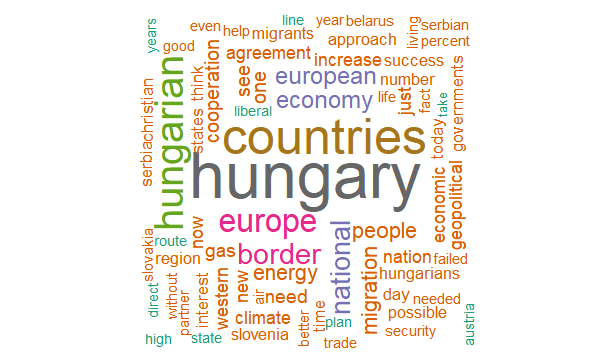 line
year belarus
even help migrants
living
serbian
years
good
approach
percent
agreement increase success
states think
cooperation
see
one
european
number
just
fact
take
governments
economy life
liberal
today
hungarian
serbia
christian
countries
hungary
economic
geopolitical
europe
national
people
slovakia
route
now
gas
border
migration
nation failed
region
energy
hungarians
direct
without
partner
interest
western
new
air
need
day needed
climate
time
plan
possible
high state slovenia
better
security
trade
austria